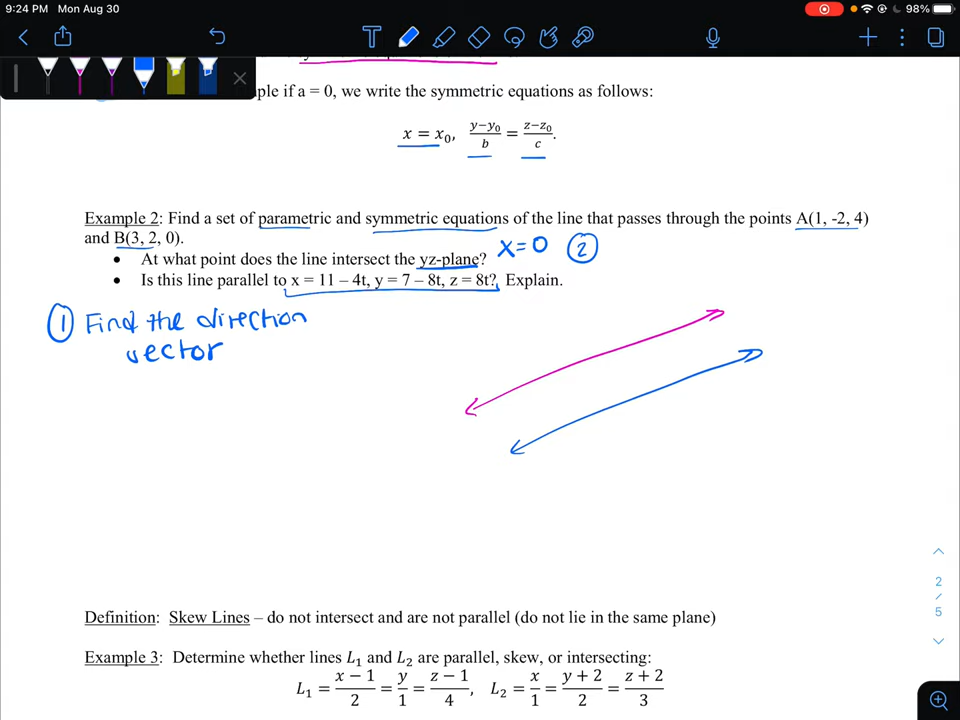 9:24 PM Mon Aug 30
98%
ple if a = 0, we write the symmetric equations as follows:
x = x₀, (y−y₀)/b = (z−z₀)/c.
Example 2: Find a set of parametric and symmetric equations of the line that passes through the points A(1, -2, 4)
and B(3, 2, 0).
• At what point does the line intersect the yz-plane? x=0 ②
• Is this line parallel to x = 11 – 4t, y = 7 – 8t, z = 8t?, Explain.
① Find the direction
vector
2
/
5
Definition: Skew Lines – do not intersect and are not parallel (do not lie in the same plane)
Example 3: Determine whether lines L₁ and L₂ are parallel, skew, or intersecting:
L₁ = (x − 1)/2 = y/1 = (z − 1)/4, L₂ = x/1 = (y + 2)/2 = (z + 2)/3